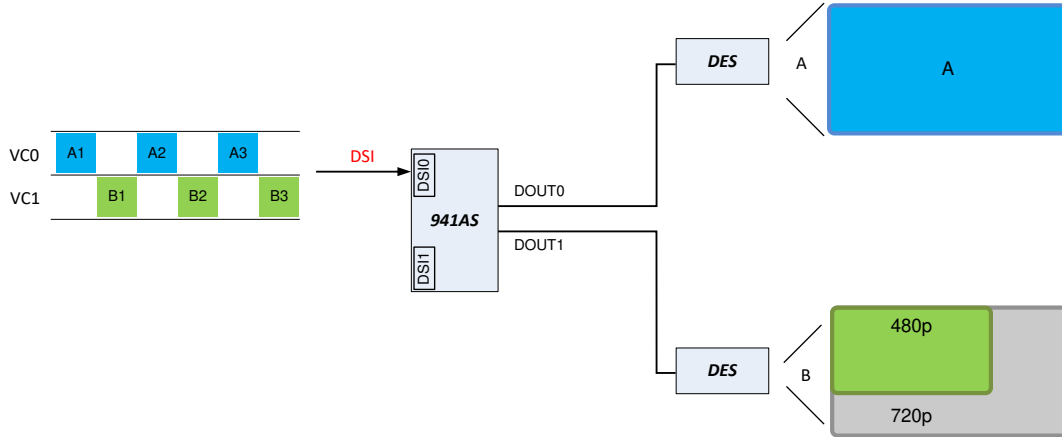 VC0
A1
A2
A3
VC1
B1
B2
B3
DSI
DSI0
941AS
DSI1
DOUT0
DOUT1
DES
A
A
DES
B
480p
720p